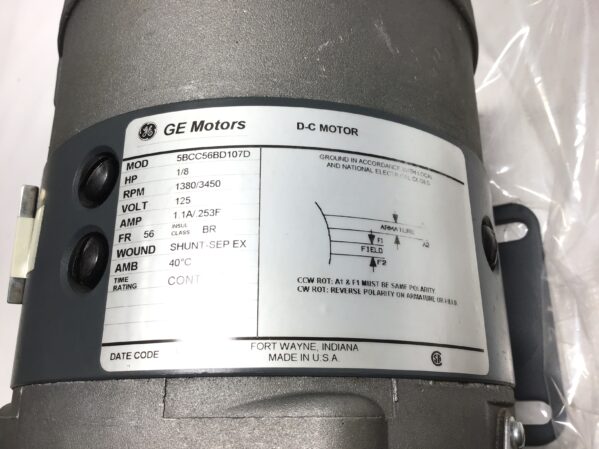 GE Motors
D-C MOTOR
MOD 5BCC56BD107D
HP 1/8
RPM 1380/3450
VOLT 125
AMP 1.1A/.253F
FR 56 INSUL CLASS BR
WOUND SHUNT-SEP EX
AMB 40°C
TIME RATING CONT
GROUND IN ACCORDANCE WITH LOCAL
AND NATIONAL ELECTRICAL CODES
ARMATURE
F1
FIELD
F2
CCW ROT: A1 & F1 MUST BE SAME POLARITY
CW ROT: REVERSE POLARITY ON ARMATURE OR FIELD
DATE CODE
FORT WAYNE, INDIANA
MADE IN U.S.A.